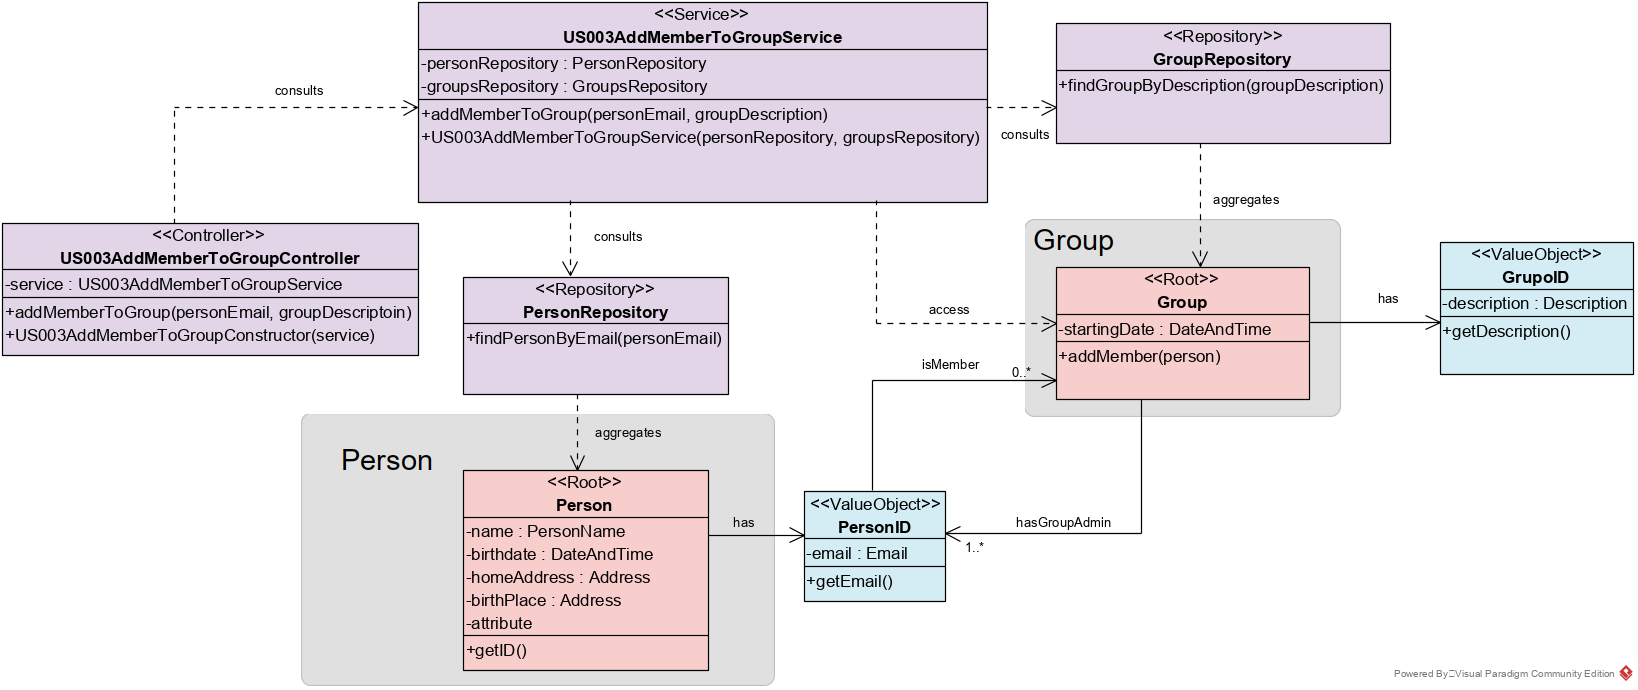 <<Service>>
US003AddMemberToGroupService
-personRepository : PersonRepository
-groupsRepository : GroupsRepository
+addMemberToGroup(personEmail, groupDescription)
+US003AddMemberToGroupService(personRepository, groupsRepository)
<<Repository>>
GroupRepository
+findGroupByDescription(groupDescription)
consults
consults
aggregates
<<Controller>>
US003AddMemberToGroupController
-service : US003AddMemberToGroupService
+addMemberToGroup(personEmail, groupDescriptoin)
+US003AddMemberToGroupConstructor(service)
consults
<<Repository>>
PersonRepository
+findPersonByEmail(personEmail)
access
Group
<<Root>>
Group
-startingDate : DateAndTime
+addMember(person)
has
<<ValueObject>>
GrupoID
-description : Description
+getDescription()
isMember
0..*
aggregates
Person
<<Root>>
Person
-name : PersonName
-birthdate : DateAndTime
-homeAddress : Address
-birthPlace : Address
-attribute
+getID()
has
<<ValueObject>>
PersonID
-email : Email
+getEmail()
hasGroupAdmin
1..*
Powered By Visual Paradigm Community Edition